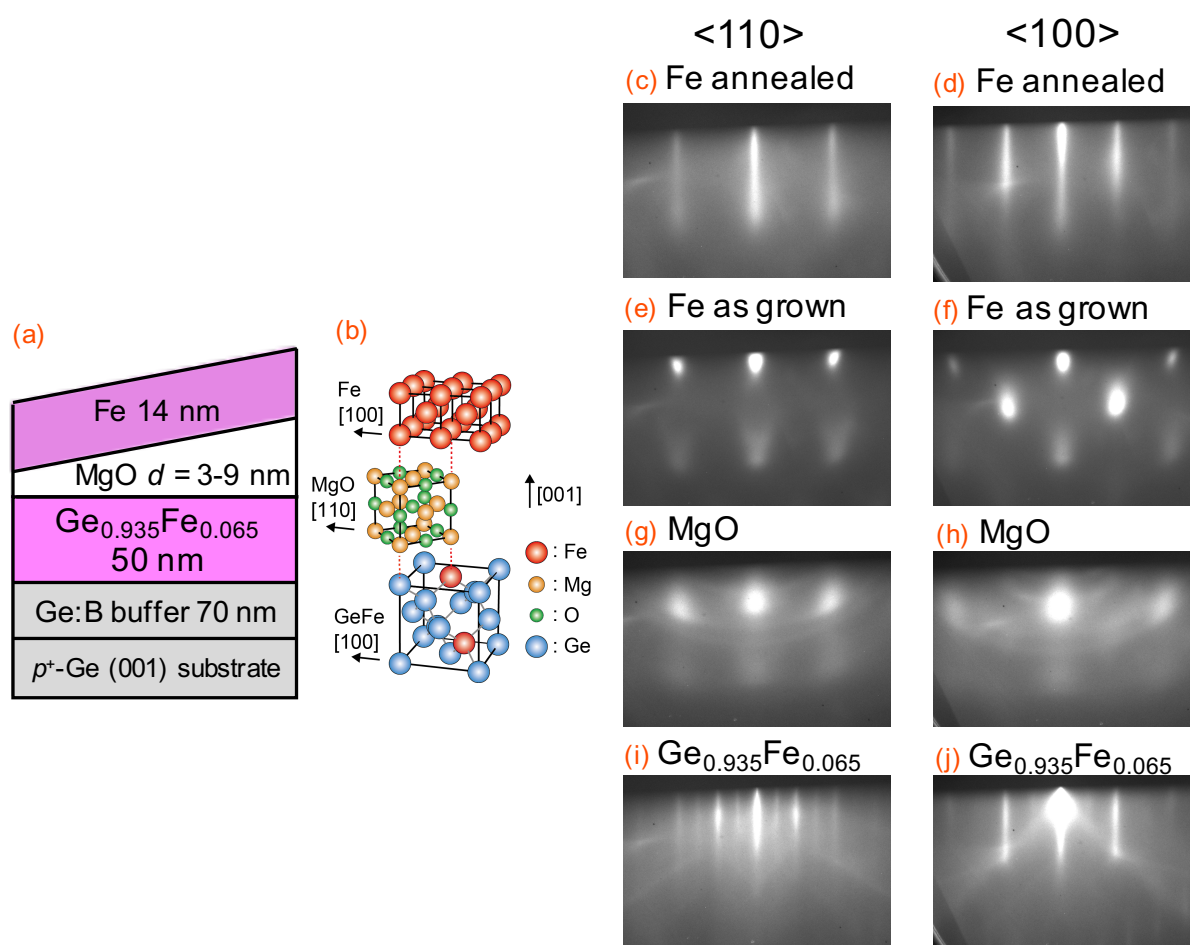 <110>
<100>
(c) Fe annealed
(d) Fe annealed
(e) Fe as grown
(f) Fe as grown
(g) MgO
(h) MgO
(i) Ge0.935Fe0.065
(j) Ge0.935Fe0.065
(a)
Fe 14 nm
MgO d = 3-9 nm
Ge0.935Fe0.065
50 nm
Ge:B buffer 70 nm
p+-Ge (001) substrate
(b)
Fe
[100]
MgO
[110]
[001]
GeFe
[100]
: Fe
: Mg
: O
: Ge